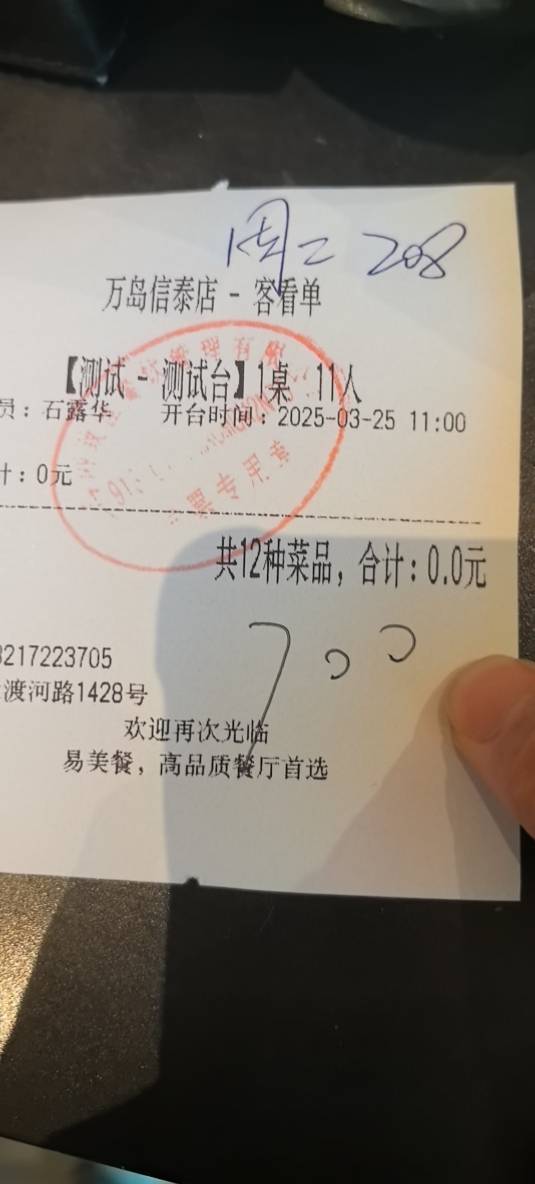 周二 208
万岛信泰店 - 客看单
【测试 - 测试台】1桌 11人
员：石露华 开台时间：2025-03-25 11:00
计：0元
共12种菜品，合计：0.0元
700
3217223705
渡河路1428号
欢迎再次光临
易美餐，高品质餐厅首选
专用章